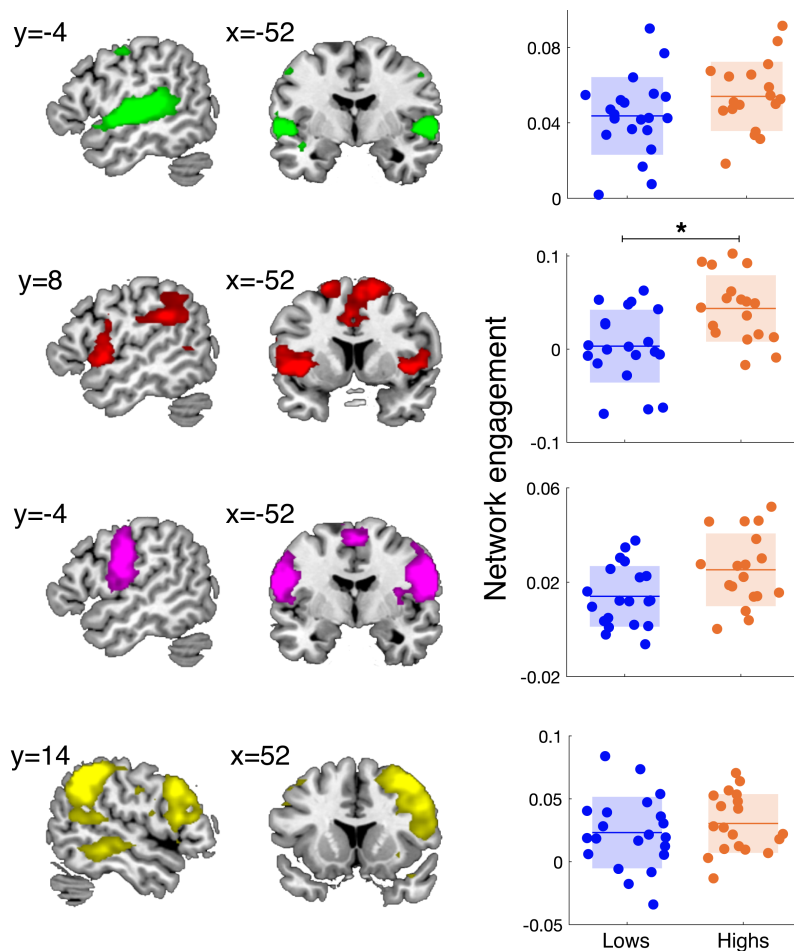 y=-4 x=-52
0.08
0.04
0
*
y=8 x=-52
0.1
0
-0.1
Network engagement
y=-4 x=-52
0.06
0.02
-0.02
y=14 x=52
0.1
0.05
0
-0.05
Lows Highs